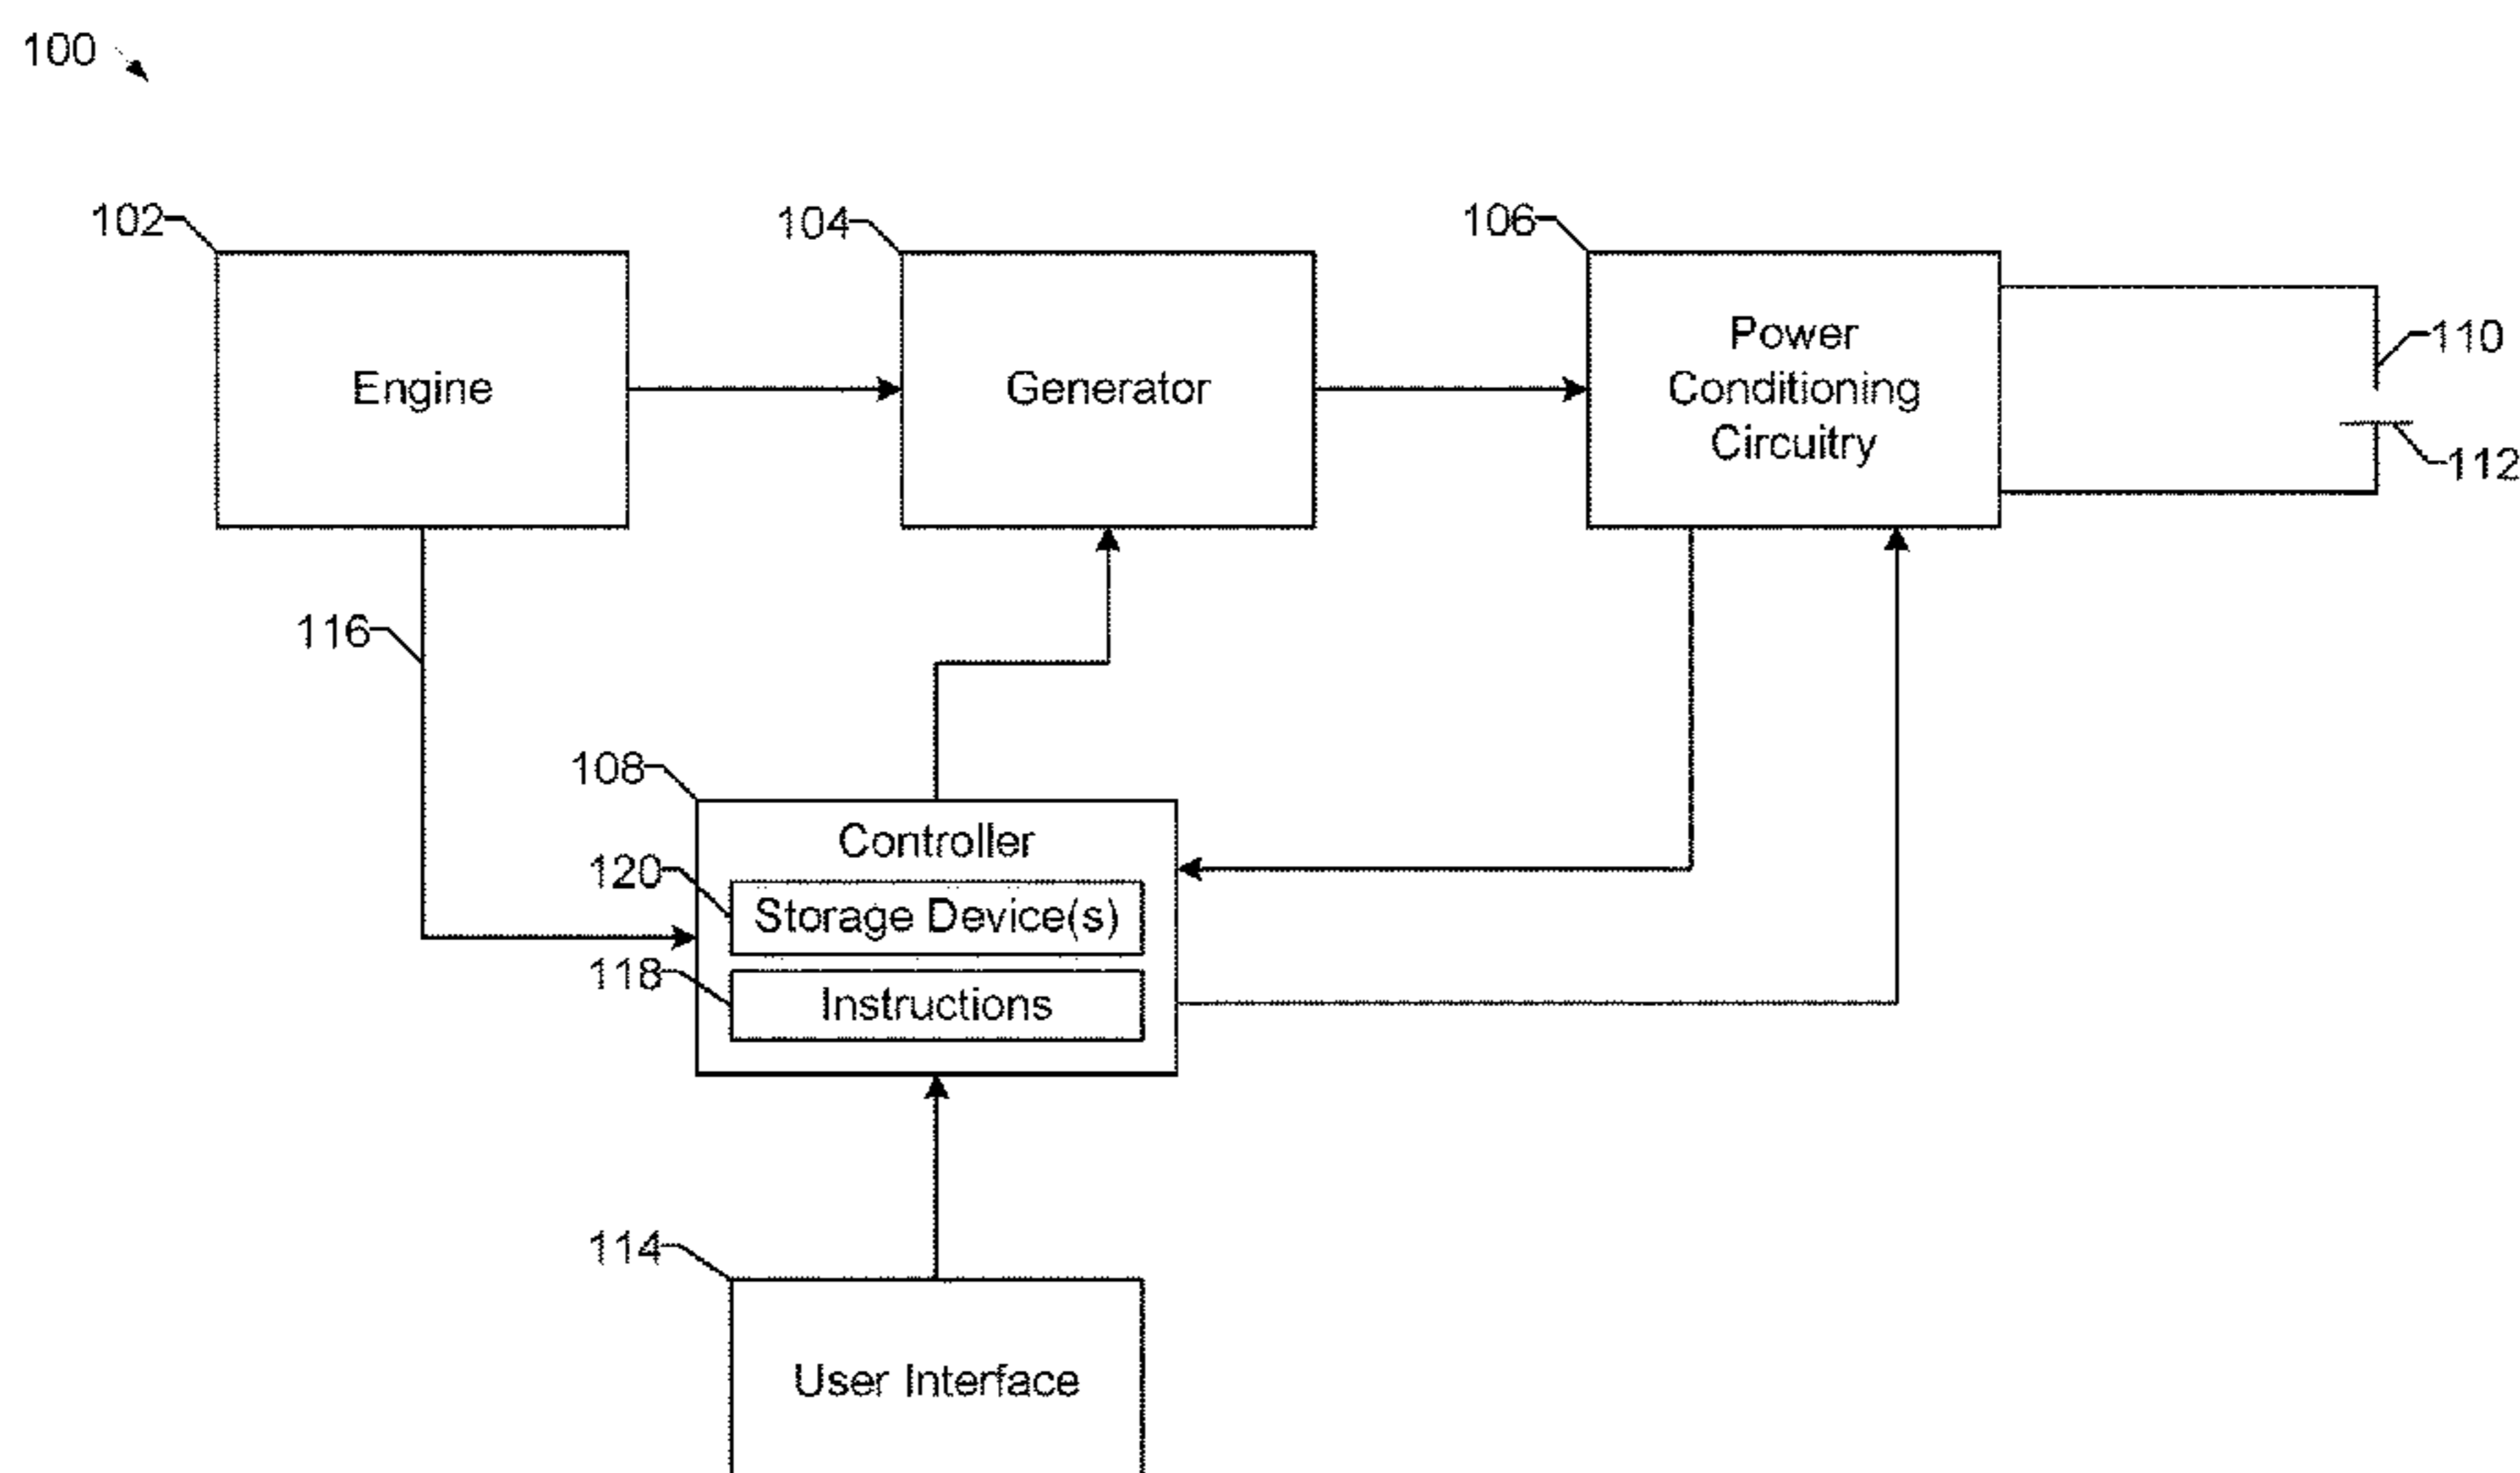 100
102
104
106
Engine
Generator
Power
Conditioning
Circuitry
110
112
116
108
Controller
120
Storage Device(s)
118
Instructions
114
User Interface